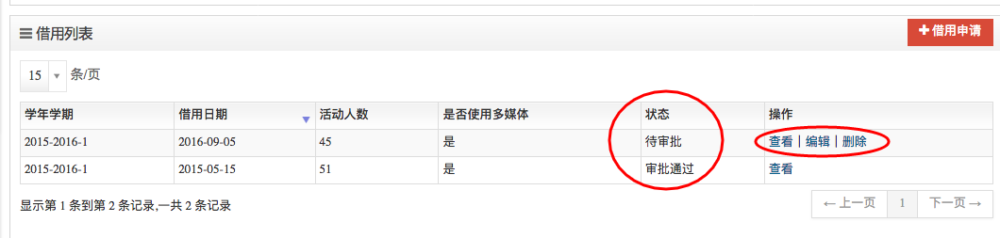 借用列表 借用申请
15 条/页
学年学期 借用日期 活动人数 是否使用多媒体 状态 操作
2015-2016-1 2016-09-05 45 是 待审批 查看 | 编辑 | 删除
2015-2016-1 2015-05-15 51 是 审批通过 查看
显示第 1 条到第 2 条记录,一共 2 条记录 ← 上一页 1 下一页 →